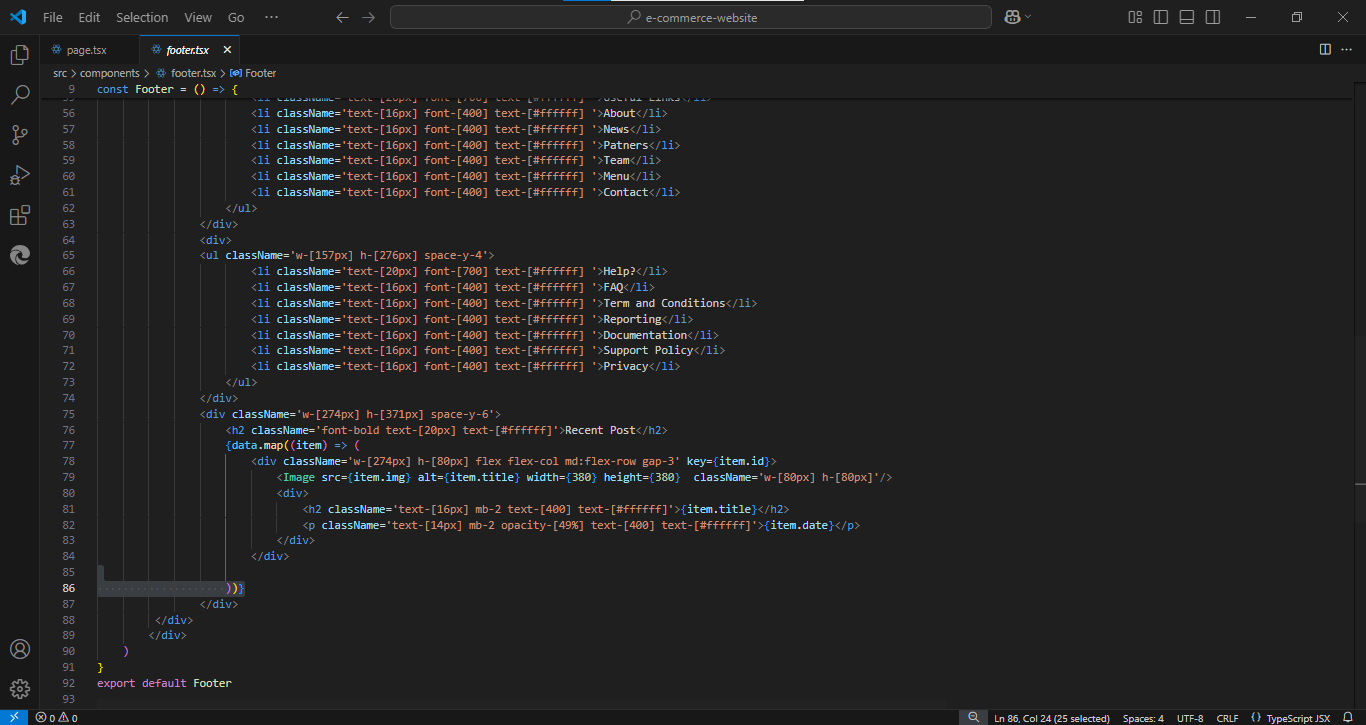 File Edit Selection View Go ··· e-commerce-website
page.tsx footer.tsx
src > components > footer.tsx > Footer
9 const Footer = () => {
<li className='text-[20px] font-[700] text-[#ffffff] '>Useful Links</li>
56 <li className='text-[16px] font-[400] text-[#ffffff] '>About</li>
57 <li className='text-[16px] font-[400] text-[#ffffff] '>News</li>
58 <li className='text-[16px] font-[400] text-[#ffffff] '>Patners</li>
59 <li className='text-[16px] font-[400] text-[#ffffff] '>Team</li>
60 <li className='text-[16px] font-[400] text-[#ffffff] '>Menu</li>
61 <li className='text-[16px] font-[400] text-[#ffffff] '>Contact</li>
62 </ul>
63 </div>
64 <div>
65 <ul className='w-[157px] h-[276px] space-y-4'>
66 <li className='text-[20px] font-[700] text-[#ffffff] '>Help?</li>
67 <li className='text-[16px] font-[400] text-[#ffffff] '>FAQ</li>
68 <li className='text-[16px] font-[400] text-[#ffffff] '>Term and Conditions</li>
69 <li className='text-[16px] font-[400] text-[#ffffff] '>Reporting</li>
70 <li className='text-[16px] font-[400] text-[#ffffff] '>Documentation</li>
71 <li className='text-[16px] font-[400] text-[#ffffff] '>Support Policy</li>
72 <li className='text-[16px] font-[400] text-[#ffffff] '>Privacy</li>
73 </ul>
74 </div>
75 <div className='w-[274px] h-[371px] space-y-6'>
76 <h2 className='font-bold text-[20px] text-[#ffffff]'>Recent Post</h2>
77 {data.map((item) => (
78 <div className='w-[274px] h-[80px] flex flex-col md:flex-row gap-3' key={item.id}>
79 <Image src={item.img} alt={item.title} width={380} height={380}  className='w-[80px] h-[80px]'/>
80 <div>
81 <h2 className='text-[16px] mb-2 text-[400] text-[#ffffff]'>{item.title}</h2>
82 <p className='text-[14px] mb-2 opacity-[49%] text-[400] text-[#ffffff]'>{item.date}</p>
83 </div>
84 </div>
85
86 ))}
87 </div>
88 </div>
89 </div>
90 )
91 }
92 export default Footer
93
0 0 Ln 86, Col 24 (25 selected) Spaces: 4 UTF-8 CRLF {} TypeScript JSX